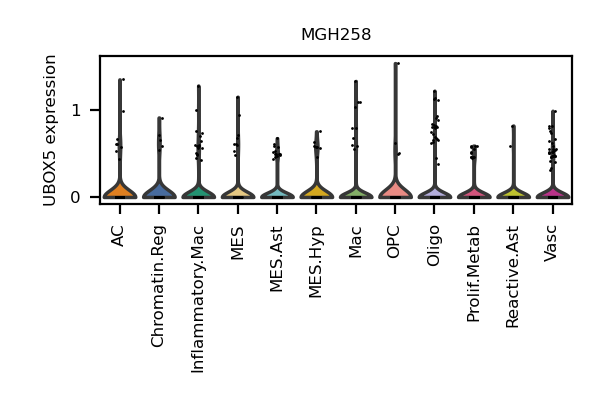 MGH258
UBOX5 expression
1
0
AC
Chromatin.Reg
Inflammatory.Mac
MES
MES.Ast
MES.Hyp
Mac
OPC
Oligo
Prolif.Metab
Reactive.Ast
Vasc